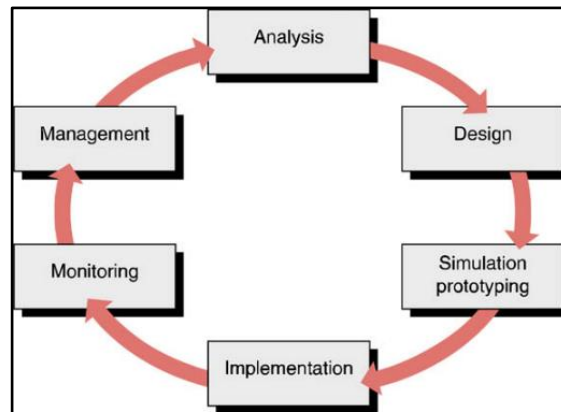 Analysis
Management
Design
Monitoring
Simulation
prototyping
Implementation